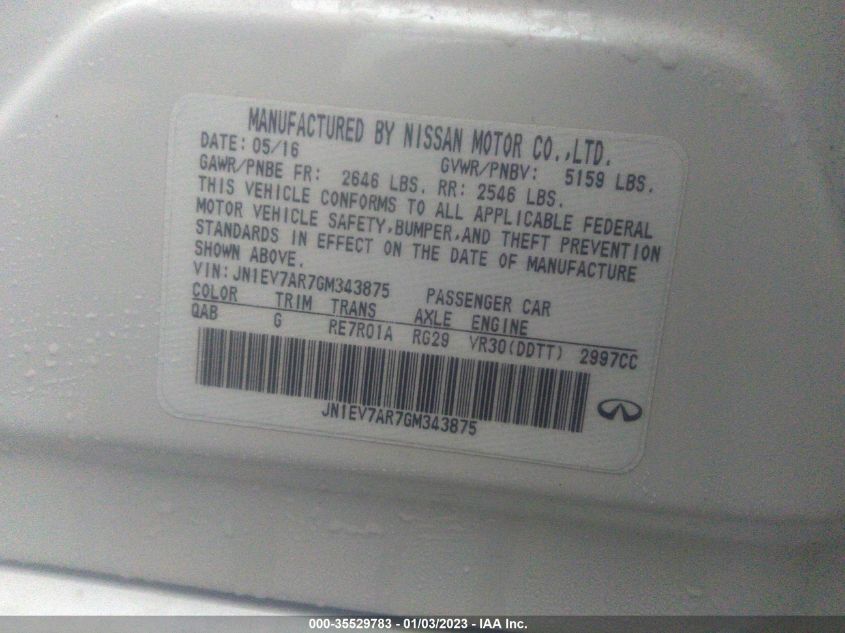 MANUFACTURED BY NISSAN MOTOR CO.,LTD.
DATE: 05/16 GVWR/PNBV: 5159 LBS.
GAWR/PNBE FR: 2646 LBS. RR: 2546 LBS.
THIS VEHICLE CONFORMS TO ALL APPLICABLE FEDERAL
MOTOR VEHICLE SAFETY,BUMPER,AND THEFT PREVENTION
STANDARDS IN EFFECT ON THE DATE OF MANUFACTURE
SHOWN ABOVE.
VIN: JN1EV7AR7GM343875 PASSENGER CAR
COLOR TRIM TRANS AXLE ENGINE
QAB G RE7R01A RG29 VR30(DDTT) 2997CC
JN1EV7AR7GM343875
000-35529783 - 01/03/2023 - IAA Inc.